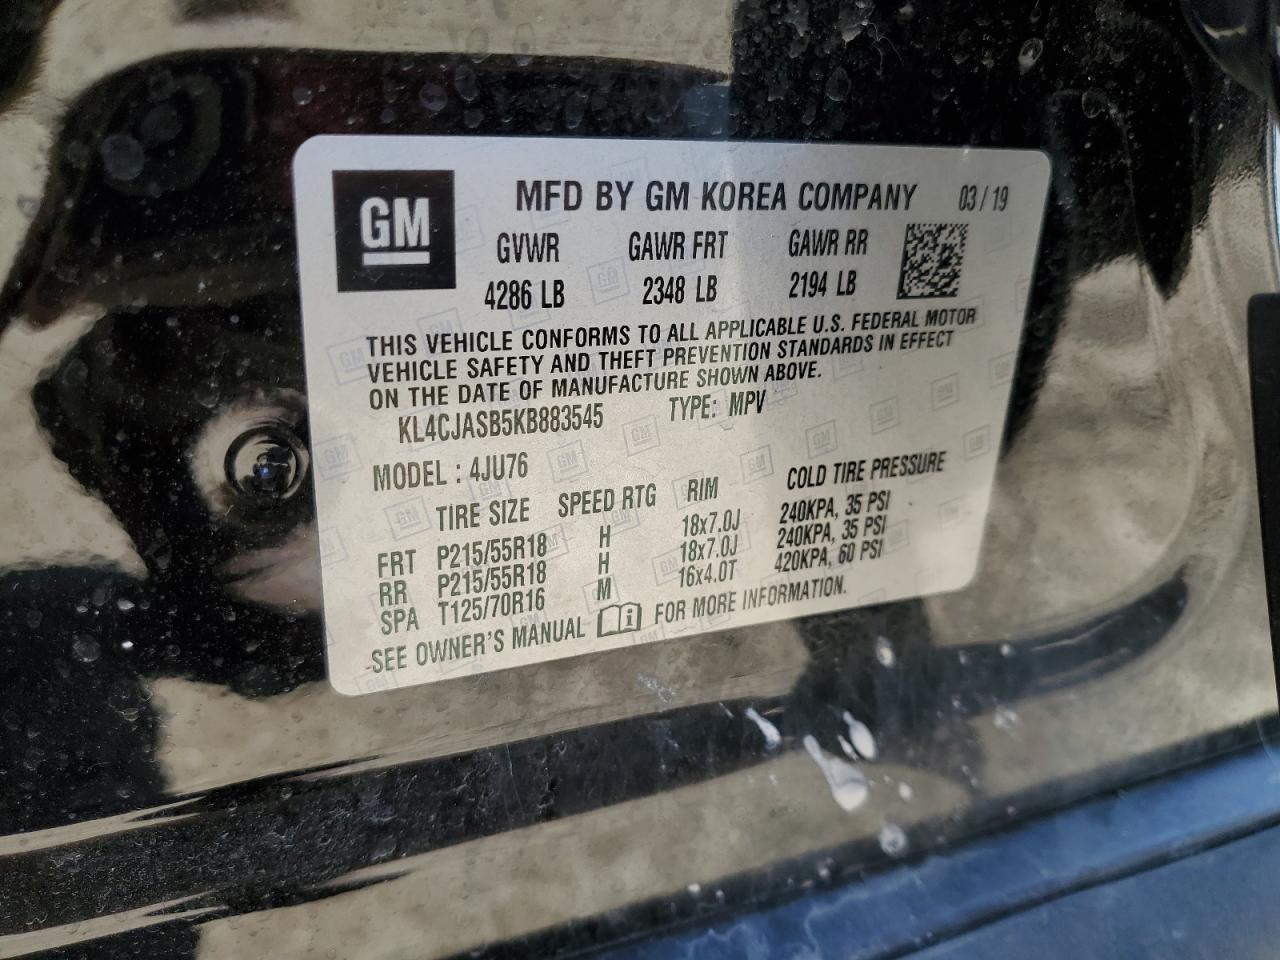 GM
MFD BY GM KOREA COMPANY 03 / 19
GVWR GAWR FRT GAWR RR
4286 LB 2348 LB 2194 LB
THIS VEHICLE CONFORMS TO ALL APPLICABLE U.S. FEDERAL MOTOR
VEHICLE SAFETY AND THEFT PREVENTION STANDARDS IN EFFECT
ON THE DATE OF MANUFACTURE SHOWN ABOVE.
KL4CJASB5KB883545 TYPE: MPV
MODEL : 4JU76
TIRE SIZE SPEED RTG RIM COLD TIRE PRESSURE
FRT P215/55R18 H 18x7.0J 240KPA, 35 PSI
RR P215/55R18 H 18x7.0J 240KPA, 35 PSI
SPA T125/70R16 M 16x4.0T 420KPA, 60 PSI
SEE OWNER'S MANUAL i FOR MORE INFORMATION.